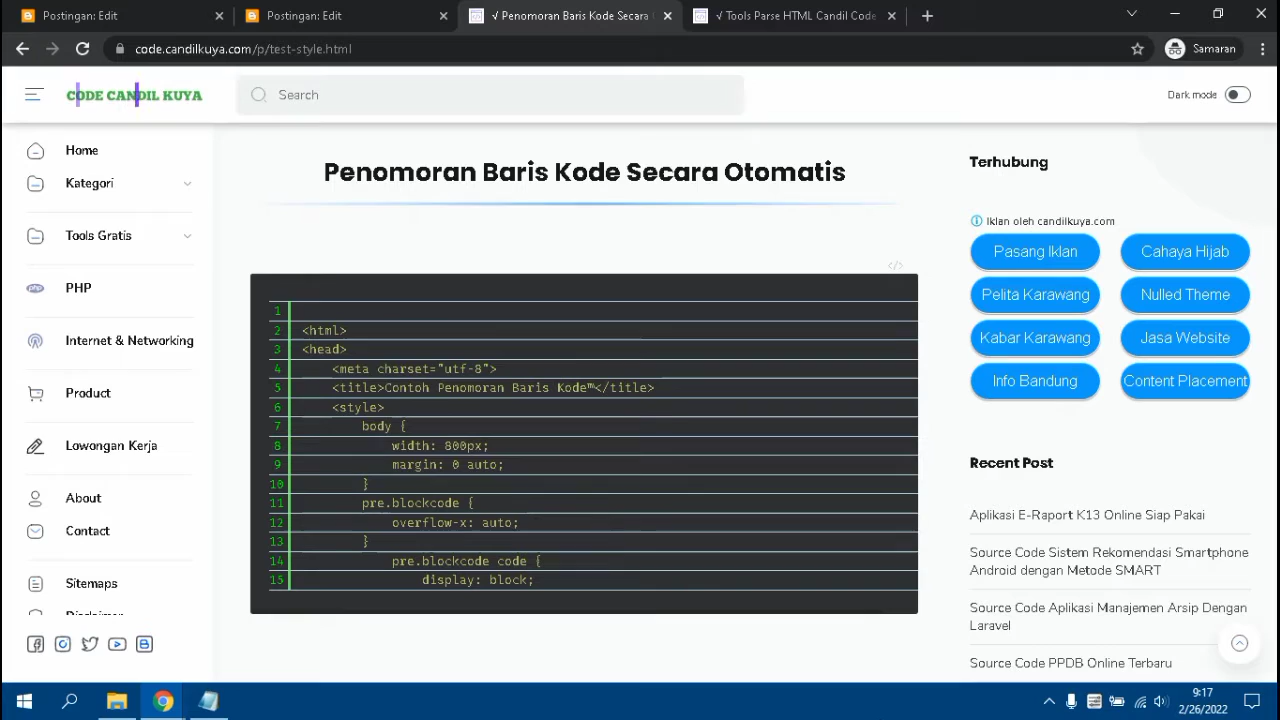 Postingan: Edit
Postingan: Edit
√ Penomoran Baris Kode Secara
√ Tools Parse HTML Candil Code
code.candilkuya.com/p/test-style.html
Samaran
CODE CANDIL KUYA
Search
Dark mode
Home
Kategori
Tools Gratis
PHP
Internet & Networking
Product
Lowongan Kerja
About
Contact
Sitemaps
Disclaimer
Penomoran Baris Kode Secara Otomatis
</>
1
2 <html>
3 <head>
4     <meta charset="utf-8">
5     <title>Contoh Penomoran Baris Kode™</title>
6     <style>
7         body {
8             width: 800px;
9             margin: 0 auto;
10         }
11         pre.blockcode {
12             overflow-x: auto;
13         }
14             pre.blockcode code {
15                 display: block;
Terhubung
Iklan oleh candilkuya.com
Pasang Iklan
Cahaya Hijab
Pelita Karawang
Nulled Theme
Kabar Karawang
Jasa Website
Info Bandung
Content Placement
Recent Post
Aplikasi E-Raport K13 Online Siap Pakai
Source Code Sistem Rekomendasi Smartphone
Android dengan Metode SMART
Source Code Aplikasi Manajemen Arsip Dengan
Laravel
Source Code PPDB Online Terbaru
9:17
2/26/2022